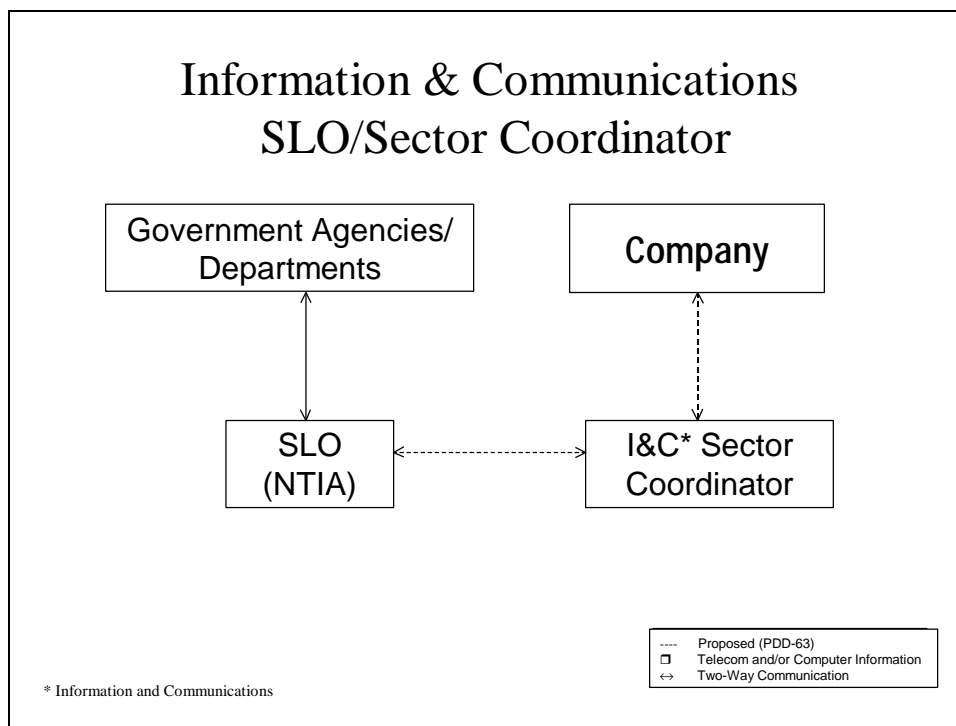 Information & Communications
SLO/Sector Coordinator
Government Agencies/
Departments
Company
SLO
(NTIA)
I&C* Sector
Coordinator
---- Proposed (PDD-63)
❒ Telecom and/or Computer Information
↔ Two-Way Communication
* Information and Communications